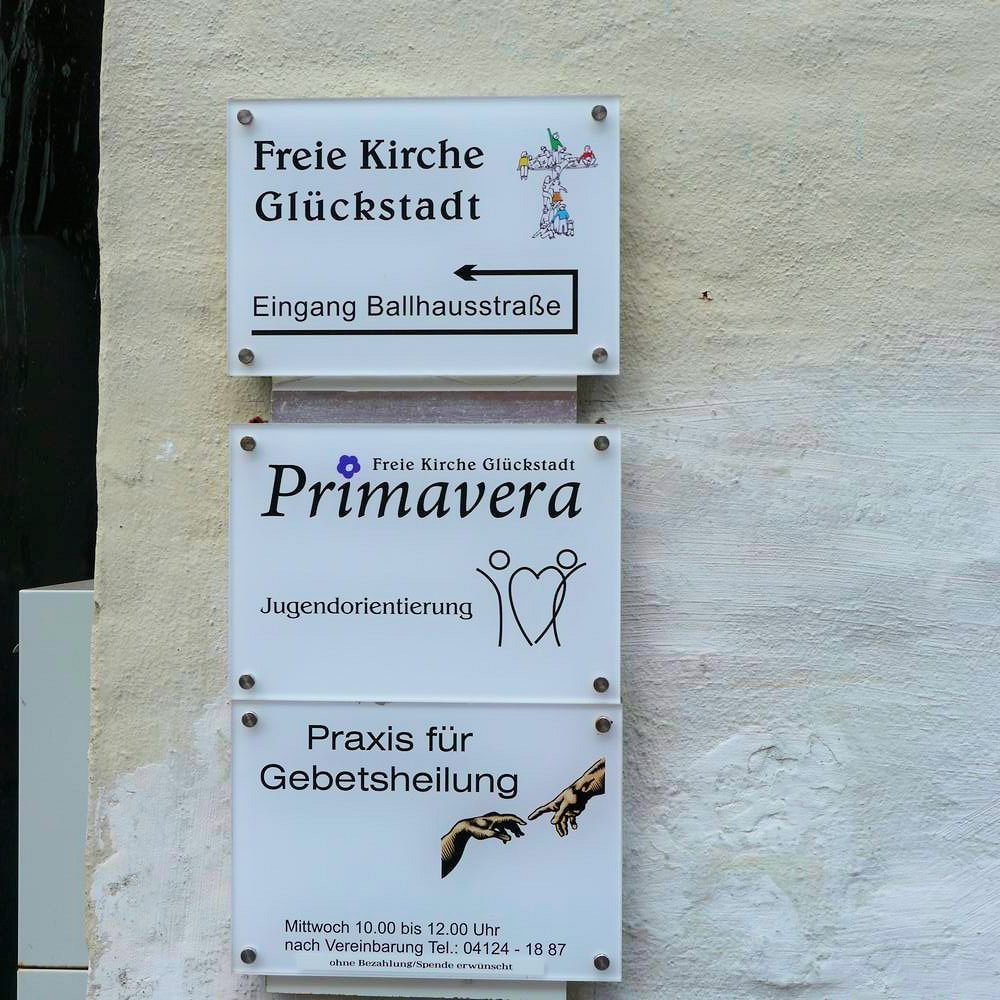 Freie Kirche
Glückstadt
Eingang Ballhausstraße
Freie Kirche Glückstadt
Primavera
Jugendorientierung
Praxis für
Gebetsheilung
Mittwoch 10.00 bis 12.00 Uhr
nach Vereinbarung Tel.: 04124 - 18 87
ohne Bezahlung/Spende erwünscht